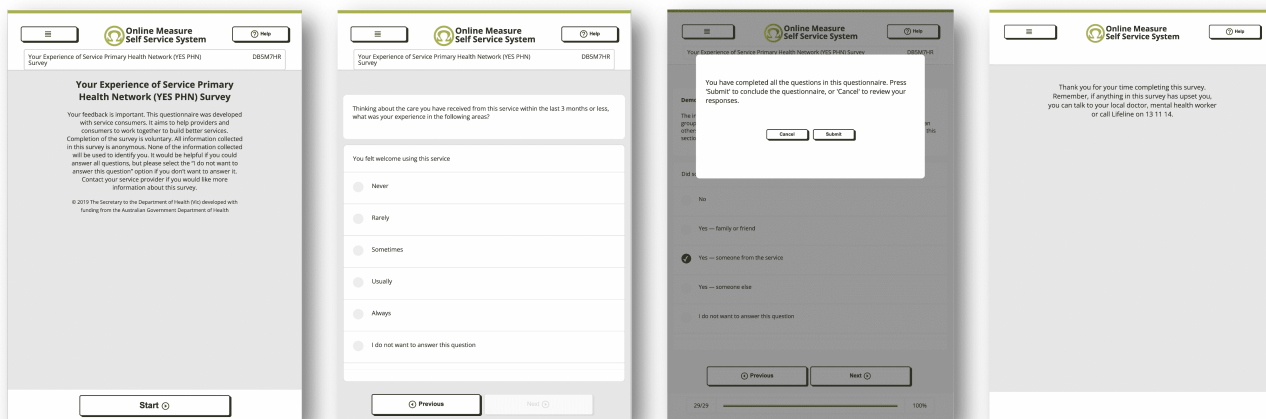 Online Measure
Self Service System
Help
Your Experience of Service Primary Health Network (YES PHN)
Survey
DB5M7HR
Your Experience of Service Primary
Health Network (YES PHN) Survey
Your feedback is important. This questionnaire was developed
with service consumers. It aims to help providers and
consumers to work together to build better services.
Completion of the survey is voluntary. All information collected
in this survey is anonymous. None of the information collected
will be used to identify you. It would be helpful if you could
answer all questions, but please select the "I do not want to
answer this question" option if you don't want to answer it.
Contact your service provider if you would like more
information about this survey.
© 2019 The Secretary to the Department of Health (Vic) developed with
funding from the Australian Government Department of Health
Start
Online Measure
Self Service System
Help
Your Experience of Service Primary Health Network (YES PHN)
Survey
DB5M7HR
Thinking about the care you have received from this service within the last 3 months or less,
what was your experience in the following areas?
You felt welcome using this service
Never
Rarely
Sometimes
Usually
Always
I do not want to answer this question
Previous
Next
Online Measure
Self Service System
Help
Your Experience of Service Primary Health Network (YES PHN) Survey
DB5M7HR
You have completed all the questions in this questionnaire. Press
'Submit' to conclude the questionnaire, or 'Cancel' to review your
responses.
Cancel
Submit
No
Yes — family or friend
Yes — someone from the service
Yes — someone else
I do not want to answer this question
Previous
Next
29/29
100%
Online Measure
Self Service System
Help
Thank you for your time completing this survey.
Remember, if anything in this survey has upset you,
you can talk to your local doctor, mental health worker
or call Lifeline on 13 11 14.